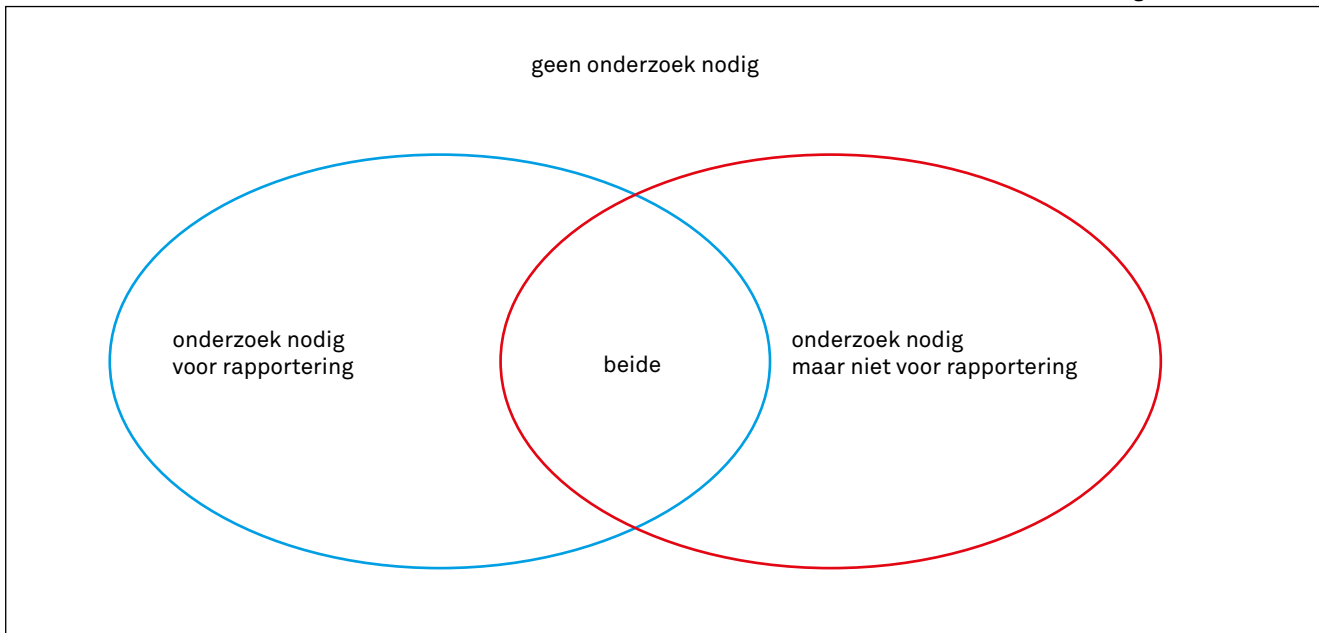 geen onderzoek nodig
onderzoek nodig
voor rapportering
beide
onderzoek nodig
maar niet voor rapportering